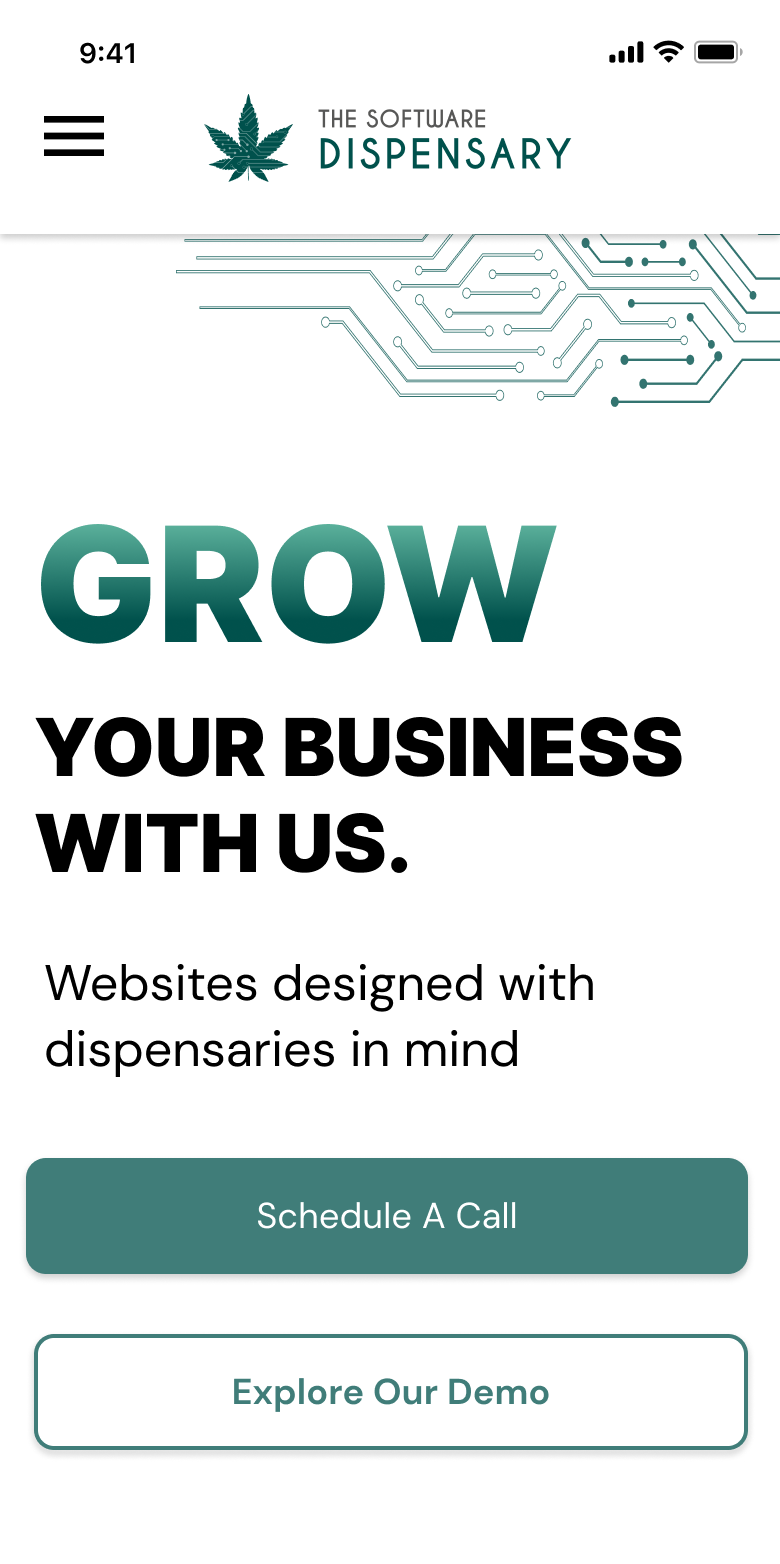 9:41
THE SOFTWARE
DISPENSARY
GROW
YOUR BUSINESS
WITH US.
Websites designed with
dispensaries in mind
Schedule A Call
Explore Our Demo